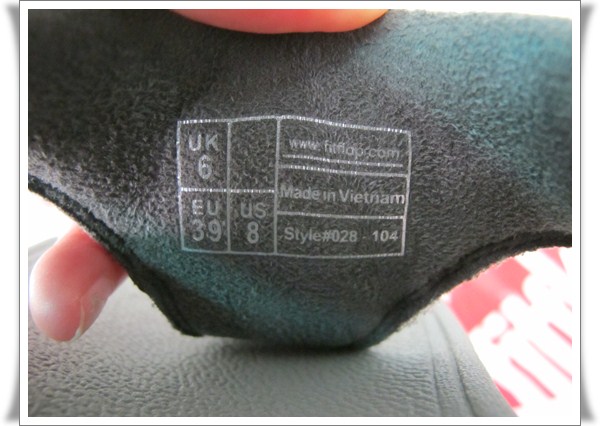 UK
6
www.fitflop.com
Made in Vietnam
EU
39
US
8
Style#028 - 104